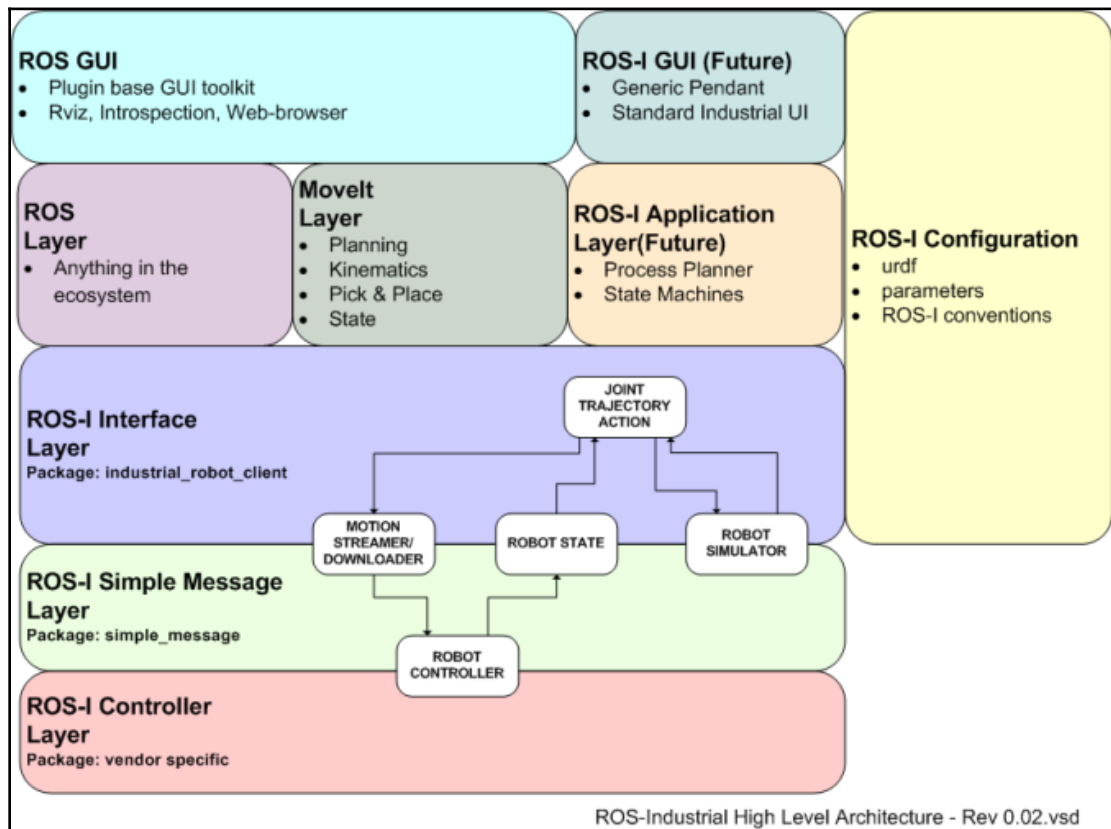 ROS GUI
• Plugin base GUI toolkit
• Rviz, Introspection, Web-browser
ROS-I GUI (Future)
• Generic Pendant
• Standard Industrial UI
ROS
Layer
• Anything in the
ecosystem
MoveIt
Layer
• Planning
• Kinematics
• Pick & Place
• State
ROS-I Application
Layer(Future)
• Process Planner
• State Machines
ROS-I Configuration
• urdf
• parameters
• ROS-I conventions
ROS-I Interface
Layer
Package: industrial_robot_client
JOINT
TRAJECTORY
ACTION
MOTION
STREAMER/
DOWNLOADER
ROBOT STATE
ROBOT
SIMULATOR
ROS-I Simple Message
Layer
Package: simple_message
ROBOT
CONTROLLER
ROS-I Controller
Layer
Package: vendor specific
ROS-Industrial High Level Architecture - Rev 0.02.vsd